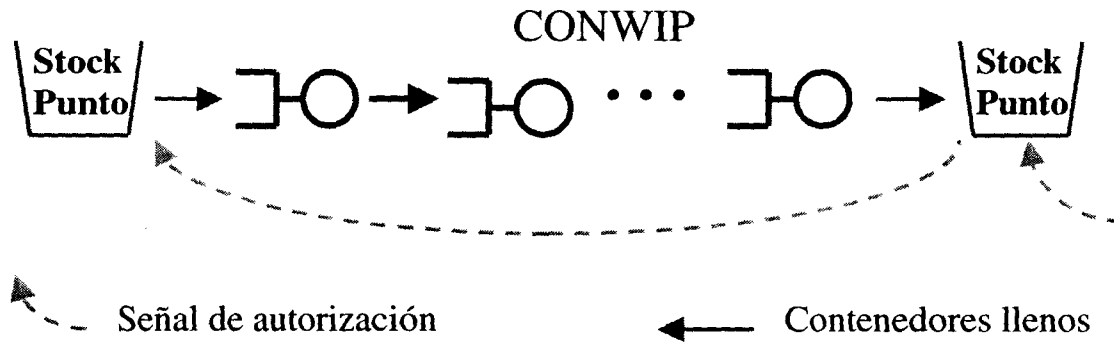 CONWIP
Stock
Punto
Stock
Punto
Señal de autorización
Contenedores llenos